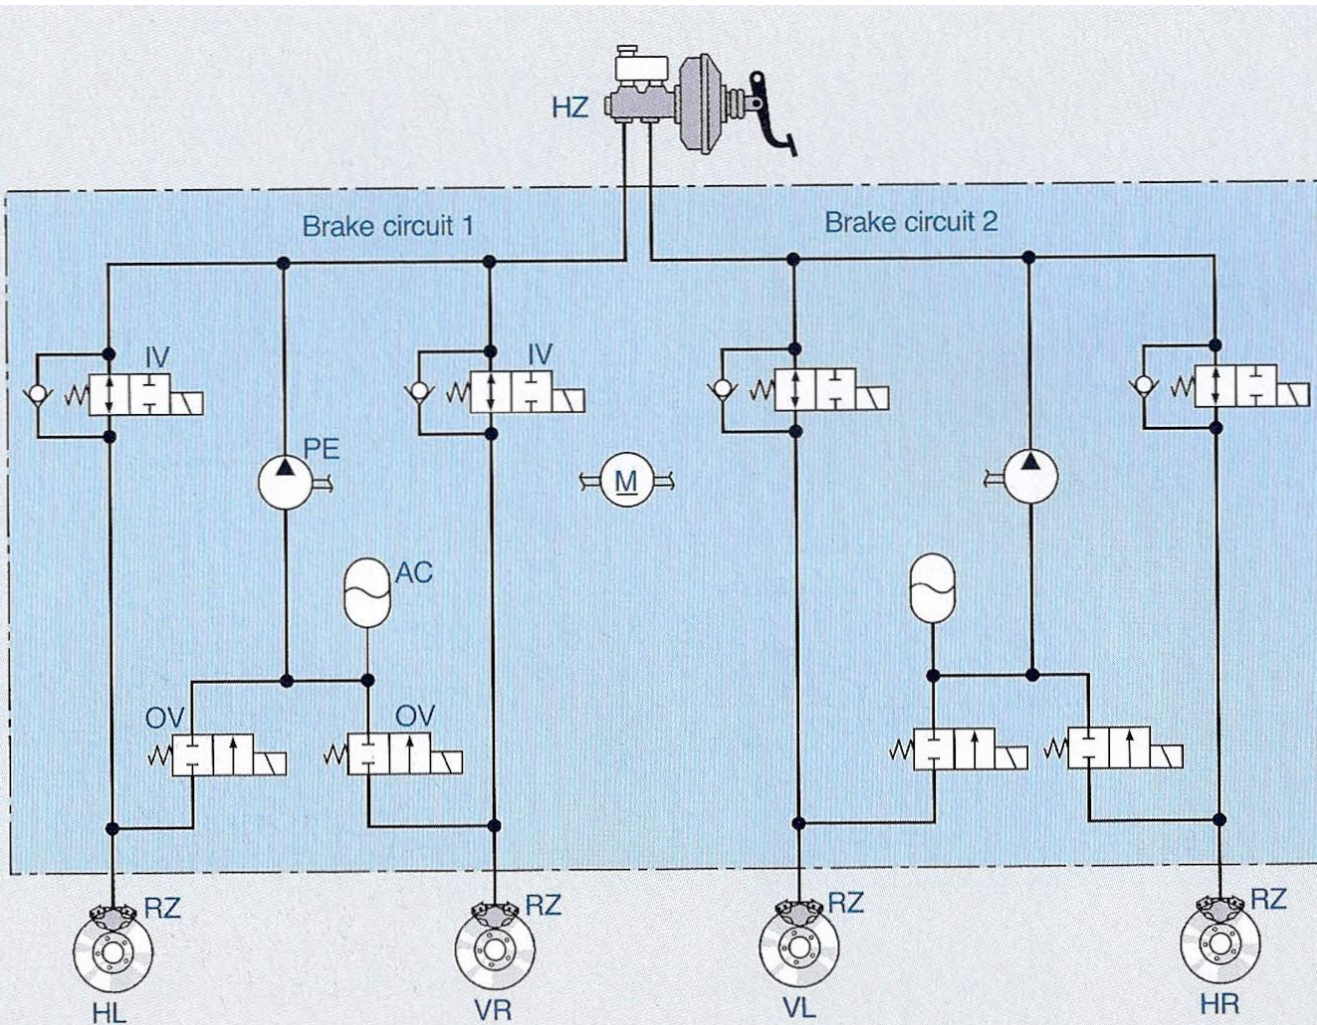 HZ
Brake circuit 1
Brake circuit 2
IV
IV
PE
M
AC
OV
OV
RZ
RZ
RZ
RZ
HL
VR
VL
HR